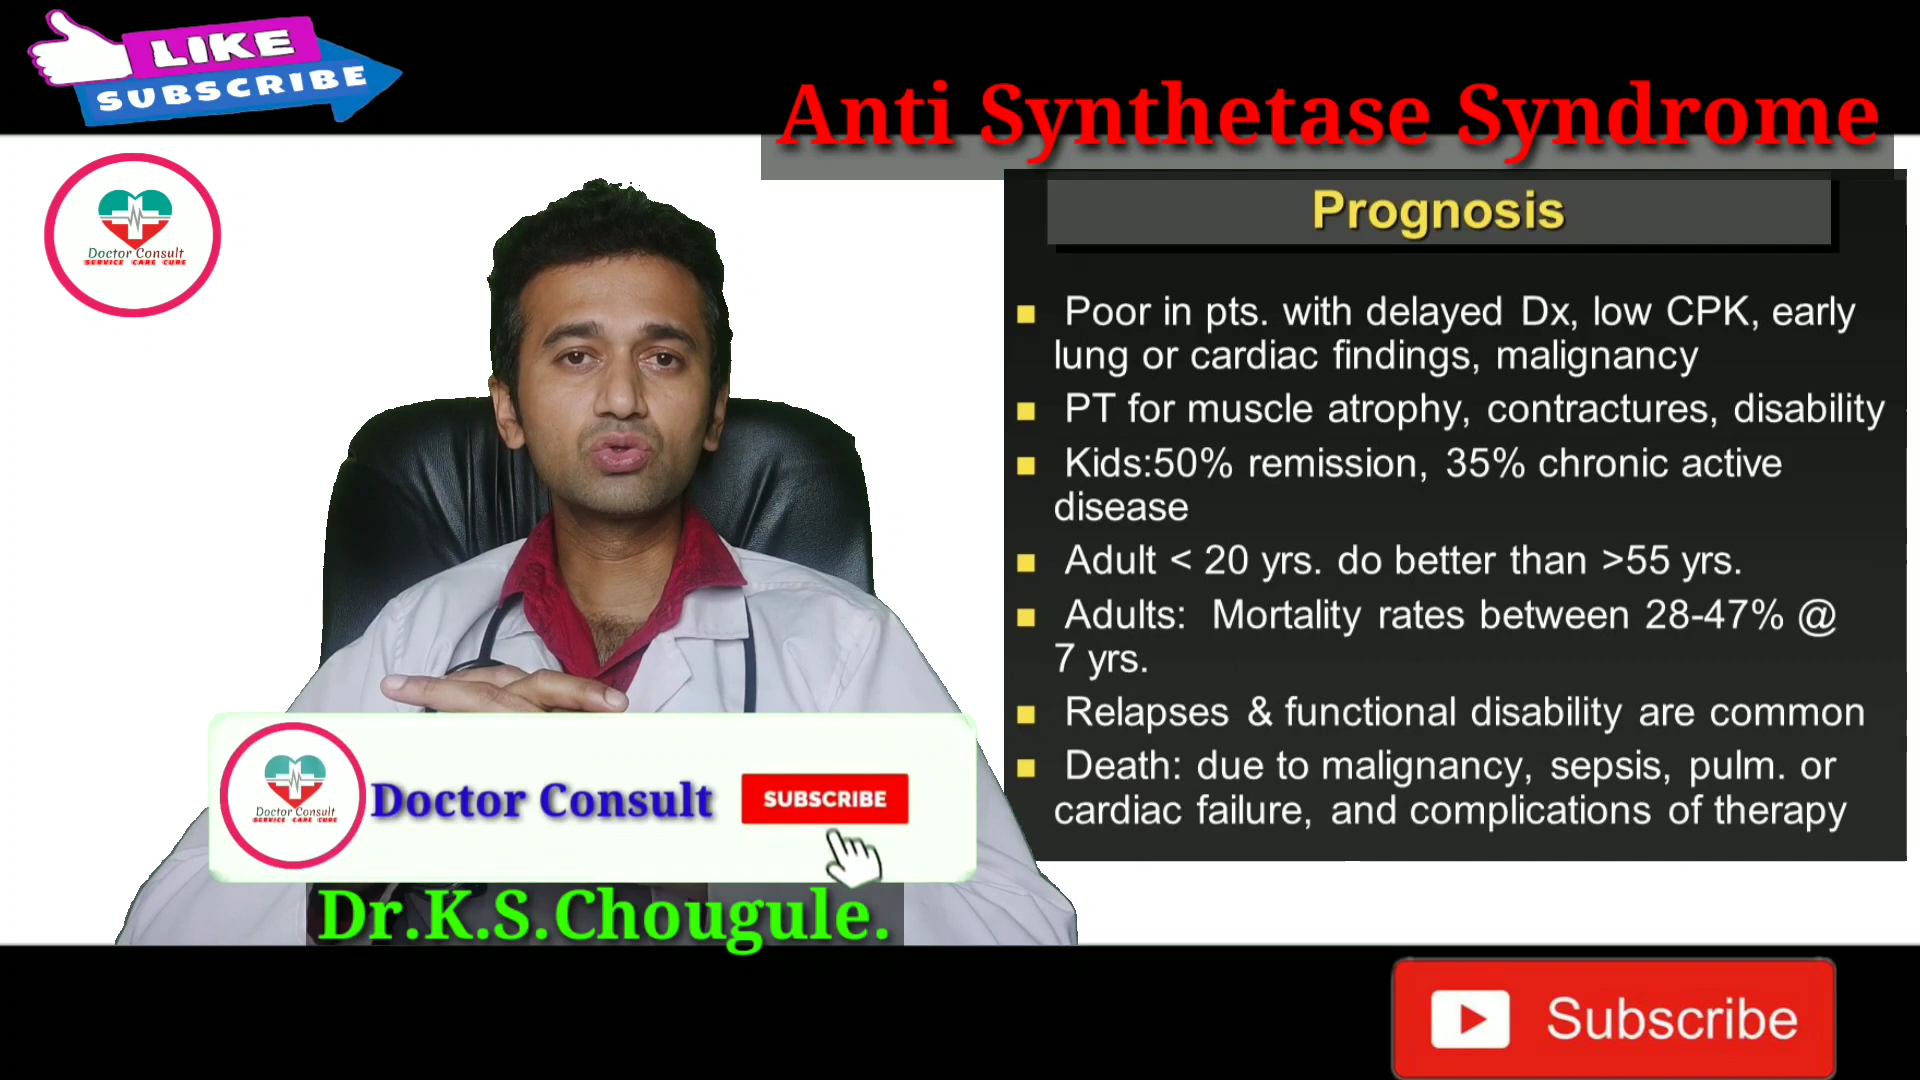 LIKE
SUBSCRIBE
Anti Synthetase Syndrome
Doctor Consult
SERVICE CARE CURE
Prognosis
Poor in pts. with delayed Dx, low CPK, early
lung or cardiac findings, malignancy
PT for muscle atrophy, contractures, disability
Kids:50% remission, 35% chronic active
disease
Adult < 20 yrs. do better than >55 yrs.
Adults: Mortality rates between 28-47% @
7 yrs.
Relapses & functional disability are common
Death: due to malignancy, sepsis, pulm. or
cardiac failure, and complications of therapy
Doctor Consult
SERVICE CARE CURE
Doctor Consult
SUBSCRIBE
Dr.K.S.Chougule.
Subscribe